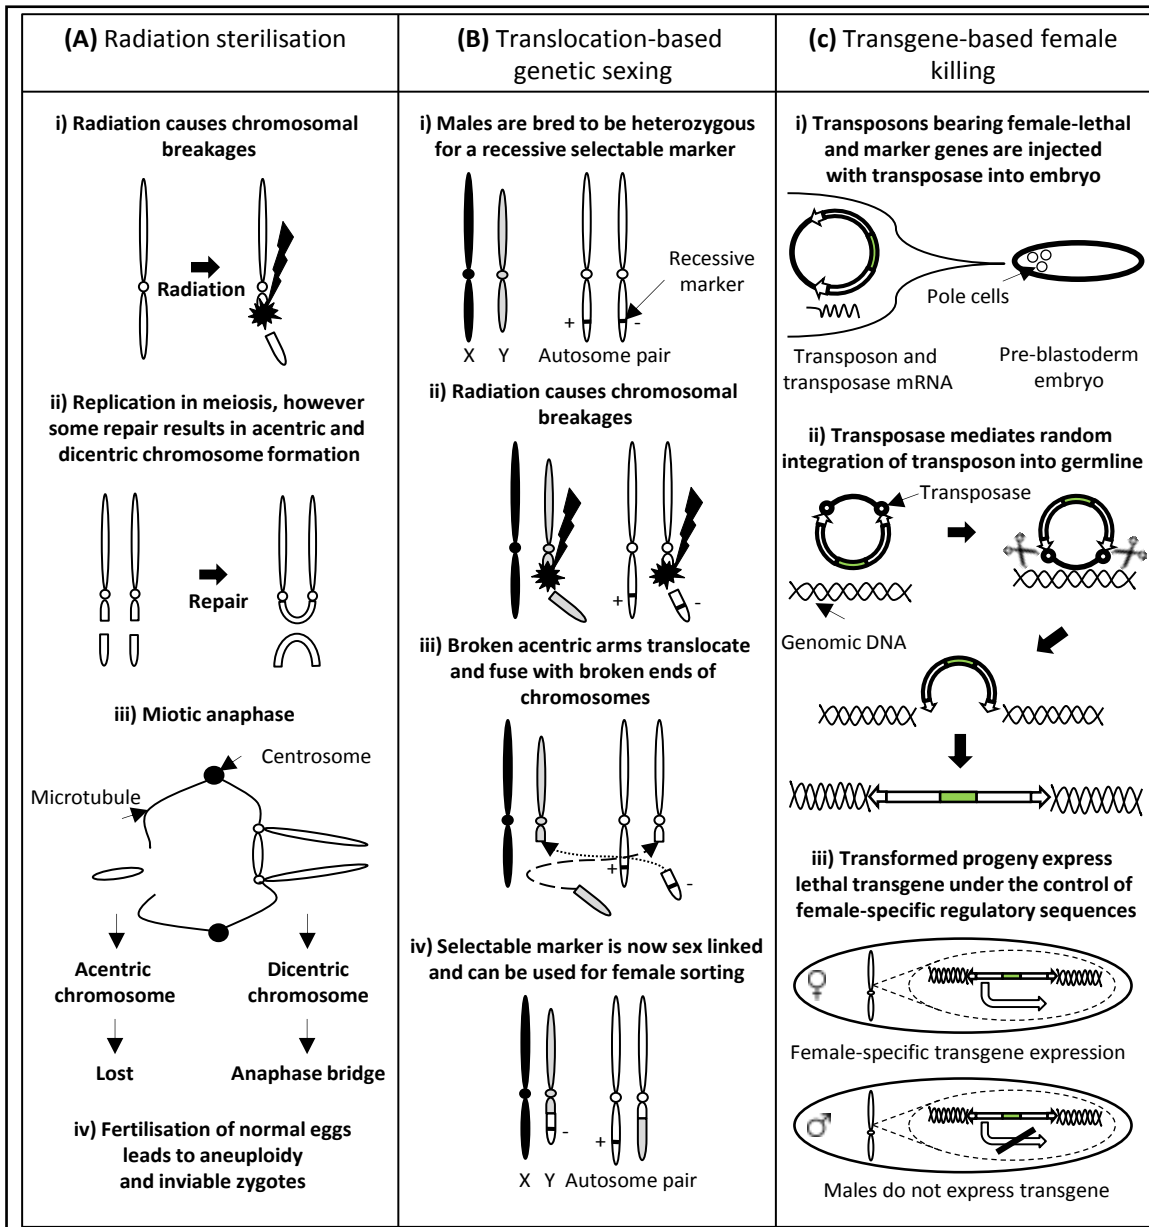 (A) Radiation sterilisation
i) Radiation causes chromosomal
breakages
Radiation
ii) Replication in meiosis, however
some repair results in acentric and
dicentric chromosome formation
Repair
iii) Miotic anaphase
Centrosome
Microtubule
Acentric
chromosome
Dicentric
chromosome
Lost
Anaphase bridge
iv) Fertilisation of normal eggs
leads to aneuploidy
and inviable zygotes
(B) Translocation-based
genetic sexing
i) Males are bred to be heterozygous
for a recessive selectable marker
Recessive
marker
+
-
X Y Autosome pair
ii) Radiation causes chromosomal
breakages
+
-
iii) Broken acentric arms translocate
and fuse with broken ends of
chromosomes
+
-
iv) Selectable marker is now sex linked
and can be used for female sorting
-
+
X Y Autosome pair
(c) Transgene-based female
killing
i) Transposons bearing female-lethal
and marker genes are injected
with transposase into embryo
Pole cells
Transposon and
transposase mRNA
Pre-blastoderm
embryo
ii) Transposase mediates random
integration of transposon into germline
Transposase
Genomic DNA
iii) Transformed progeny express
lethal transgene under the control of
female-specific regulatory sequences
♀
Female-specific transgene expression
♂
Males do not express transgene